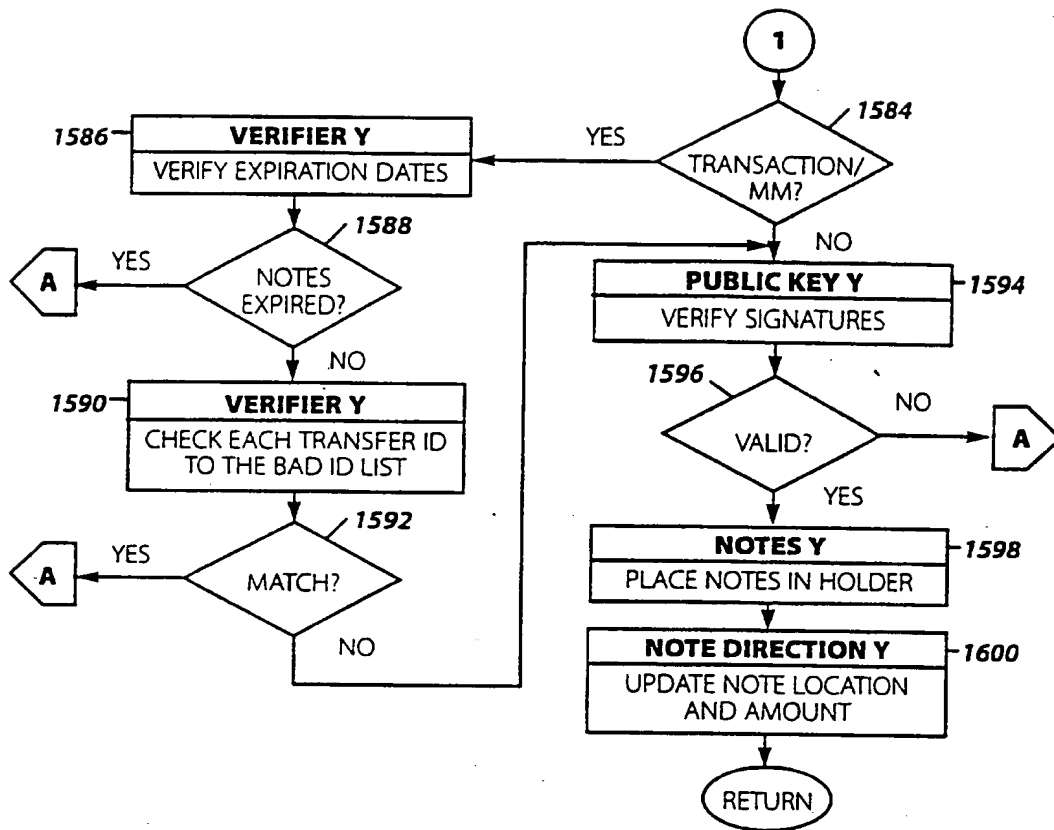 1
1584
TRANSACTION/
MM?
YES
NO
1586
VERIFIER Y
VERIFY EXPIRATION DATES
1588
NOTES
EXPIRED?
YES
A
NO
1590
VERIFIER Y
CHECK EACH TRANSFER ID
TO THE BAD ID LIST
1592
MATCH?
YES
A
NO
PUBLIC KEY Y
1594
VERIFY SIGNATURES
1596
VALID?
NO
A
YES
NOTES Y
1598
PLACE NOTES IN HOLDER
NOTE DIRECTION Y
1600
UPDATE NOTE LOCATION
AND AMOUNT
RETURN